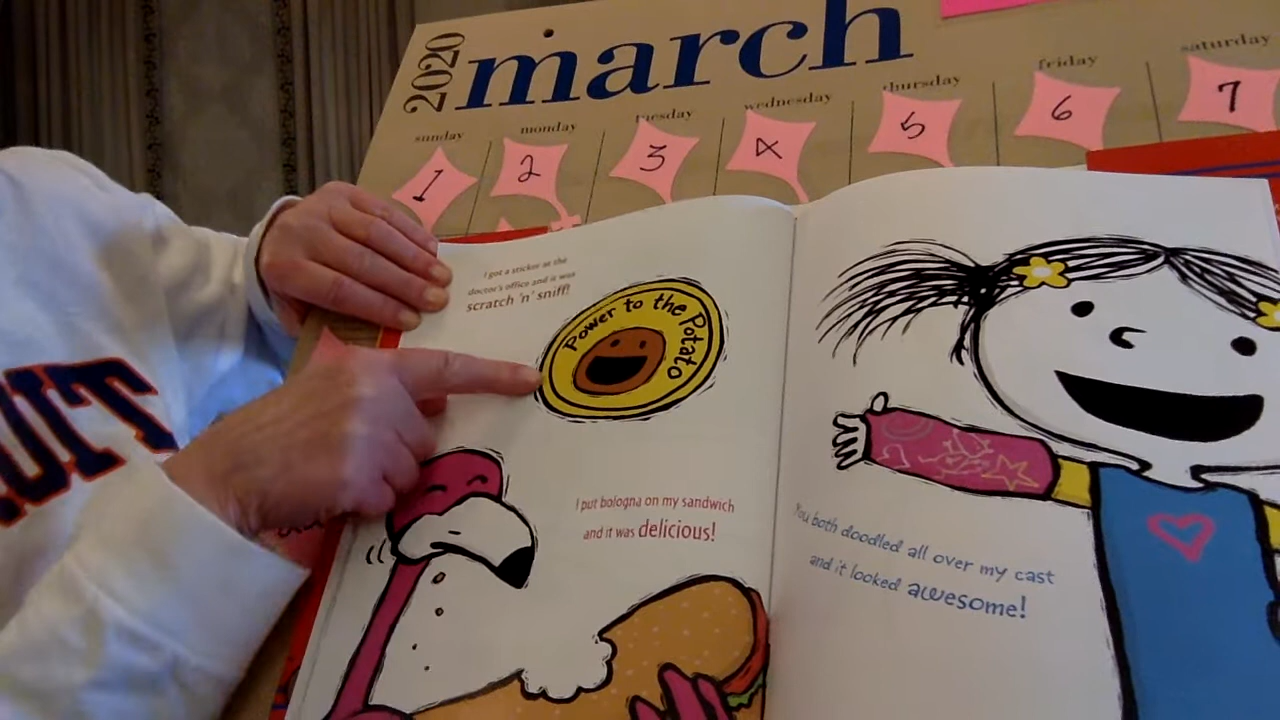 2020
march
sunday
monday
tuesday
wednesday
thursday
friday
saturday
1
2
3
4
5
6
7
I got a sticker at the
doctor's office and it was
scratch 'n' sniff!
Power to the Potato
I put bologna on my sandwich
and it was delicious!
You both doodled all over my cast
and it looked awesome!
UIT